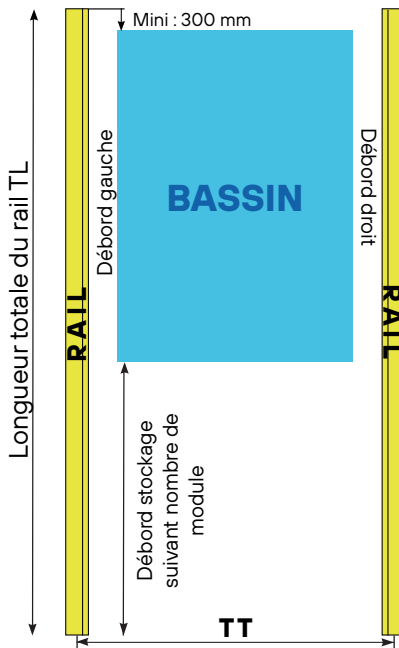 Mini : 300 mm
Longueur totale du rail TL
RAIL
Débord gauche
BASSIN
Débord droit
RAIL
Débord stockage
suivant nombre de
module
TT